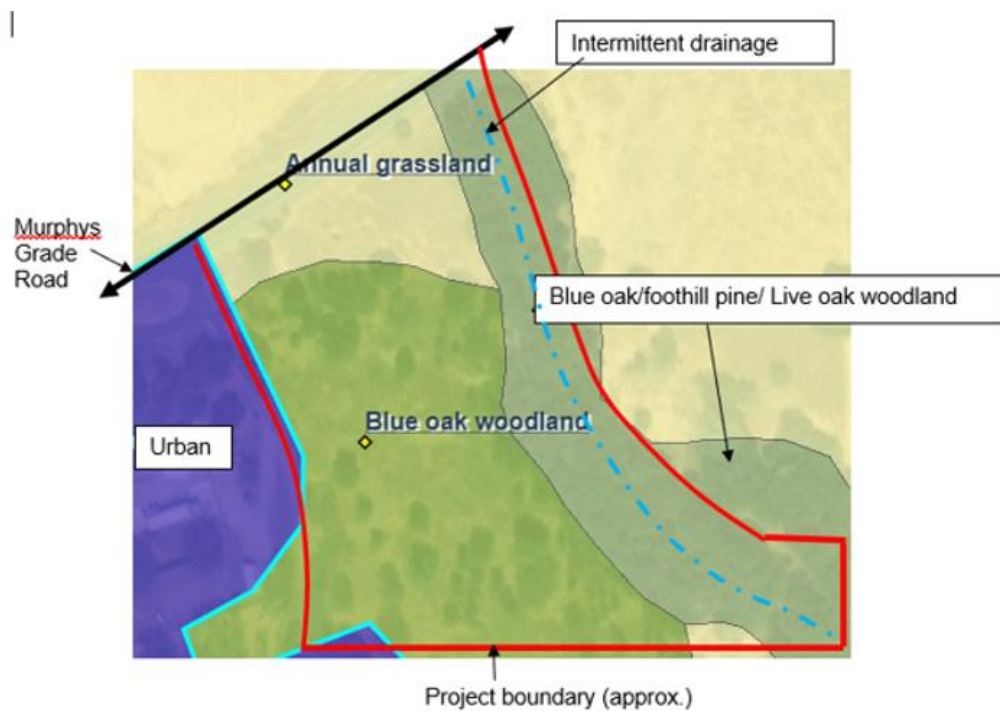 Intermittent drainage
Annual grassland
Murphys
Grade
Road
Blue oak/foothill pine/ Live oak woodland
Blue oak woodland
Urban
Project boundary (approx.)